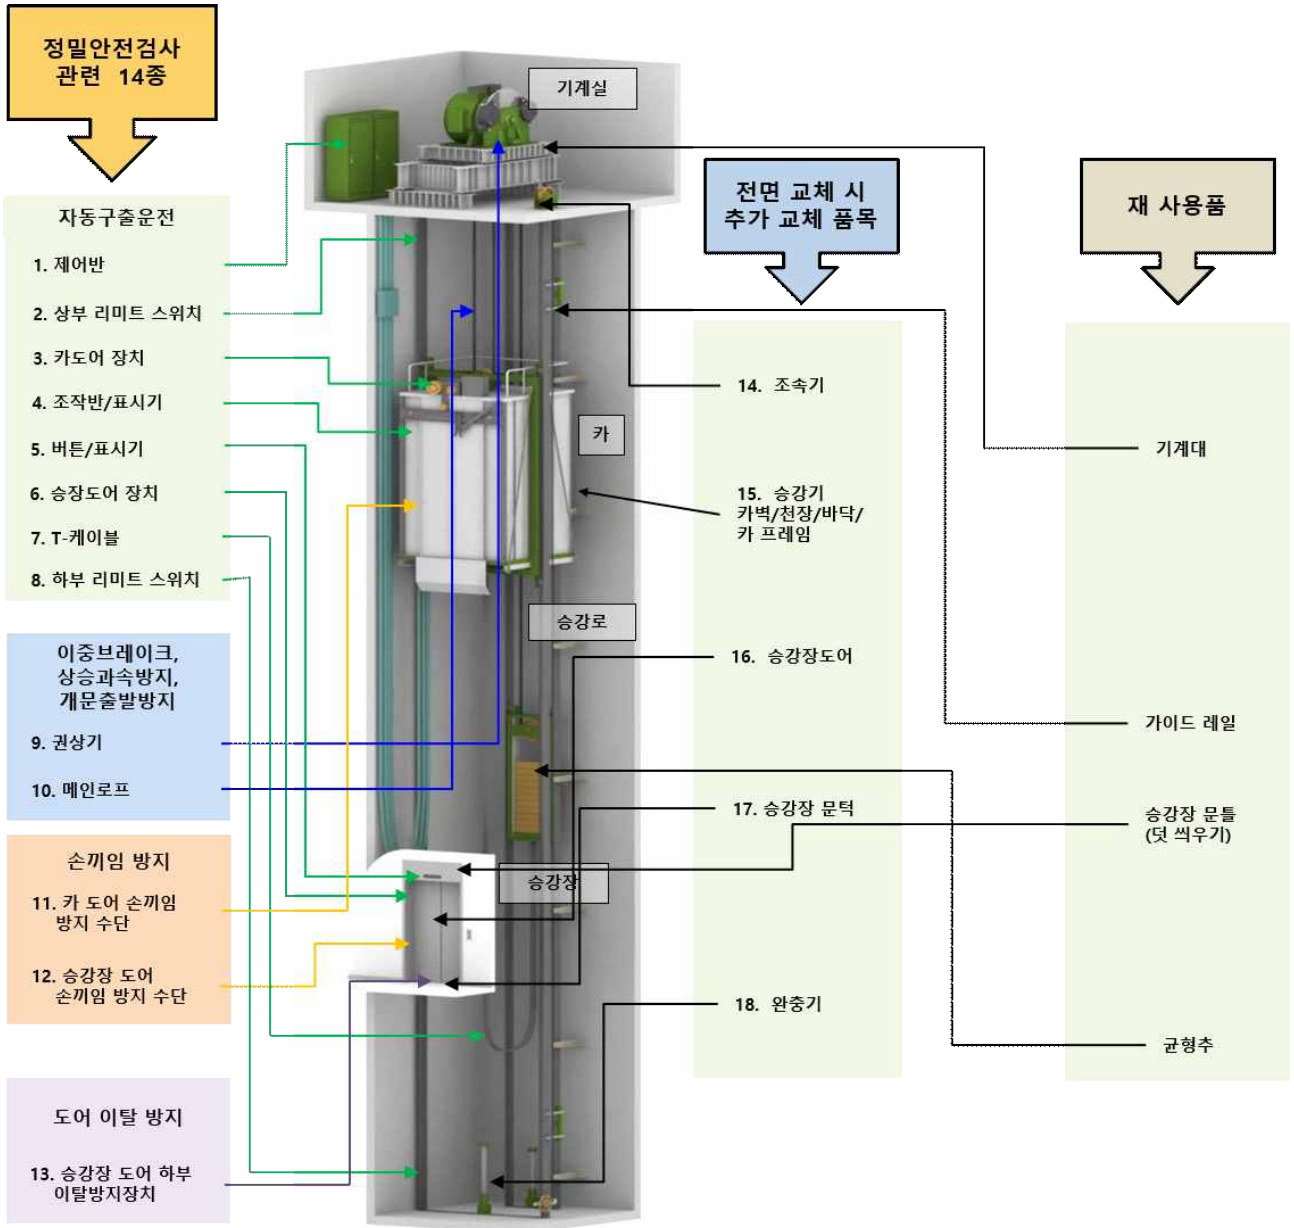 정밀안전검사
관련 14종
자동구출운전
1. 제어반
2. 상부 리미트 스위치
3. 카도어 장치
4. 조작반/표시기
5. 버튼/표시기
6. 승장도어 장치
7. T-케이블
8. 하부 리미트 스위치
이중브레이크,
상승과속방지,
개문출발방지
9. 권상기
10. 메인로프
손끼임 방지
11. 카 도어 손끼임
방지 수단
12. 승강장 도어
손끼임 방지 수단
도어 이탈 방지
13. 승강장 도어 하부
이탈방지장치
기계실
카
승강로
승강장
전면 교체 시
추가 교체 품목
14. 조속기
15. 승강기
카벽/천장/바닥/
카 프레임
16. 승강장도어
17. 승강장 문턱
18. 완충기
재 사용품
기계대
가이드 레일
승강장 문틀
(덧 씌우기)
균형추